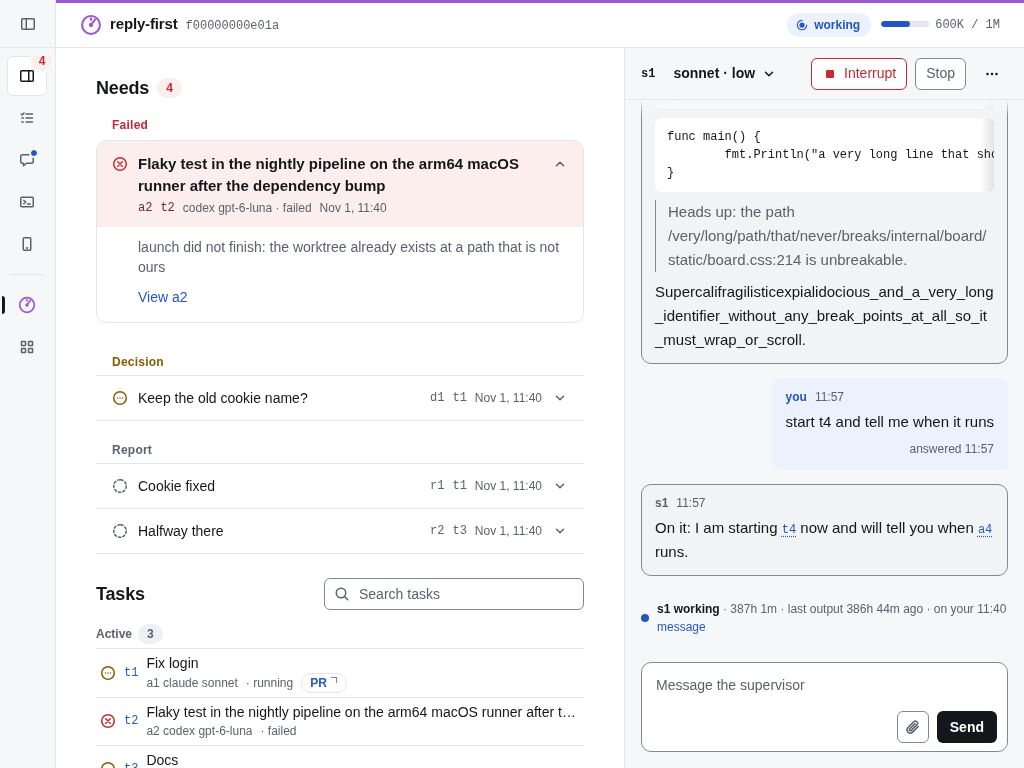 reply-first f00000000e01a
working 600K / 1M
4
Needs 4
Failed
Flaky test in the nightly pipeline on the arm64 macOS
runner after the dependency bump
a2 t2 codex gpt-6-luna · failed Nov 1, 11:40
launch did not finish: the worktree already exists at a path that is not
ours
View a2
Decision
Keep the old cookie name? d1 t1 Nov 1, 11:40
Report
Cookie fixed r1 t1 Nov 1, 11:40
Halfway there r2 t3 Nov 1, 11:40
Tasks
Search tasks
Active 3
t1 Fix login
a1 claude sonnet · running PR
t2 Flaky test in the nightly pipeline on the arm64 macOS runner after t…
a2 codex gpt-6-luna · failed
t3 Docs
s1 sonnet · low Interrupt Stop
func main() {
fmt.Println("a very long line that sho
}
Heads up: the path
/very/long/path/that/never/breaks/internal/board/
static/board.css:214 is unbreakable.
Supercalifragilisticexpialidocious_and_a_very_long
_identifier_without_any_break_points_at_all_so_it
_must_wrap_or_scroll.
you 11:57
start t4 and tell me when it runs
answered 11:57
s1 11:57
On it: I am starting t4 now and will tell you when a4
runs.
s1 working · 387h 1m · last output 386h 44m ago · on your 11:40
message
Message the supervisor
Send